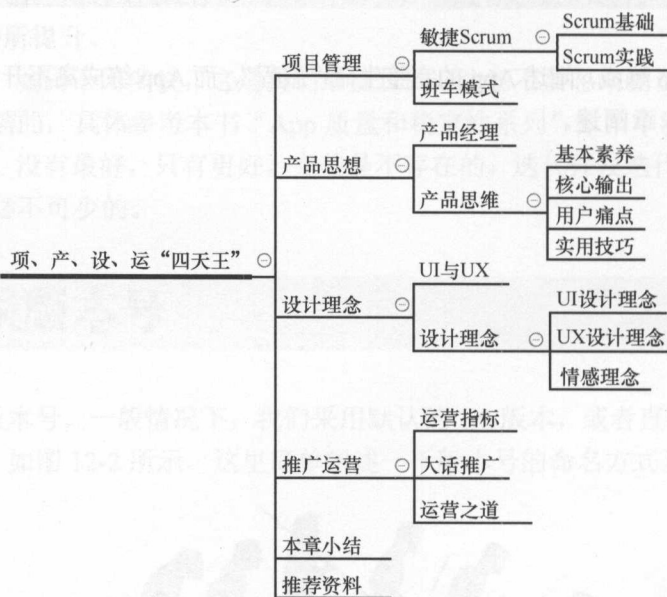 项、产、设、运“四天王”
项目管理
敏捷Scrum
Scrum基础
Scrum实践
班车模式
产品思想
产品经理
产品思维
基本素养
核心输出
用户痛点
实用技巧
设计理念
UI与UX
设计理念
UI设计理念
UX设计理念
情感理念
推广运营
运营指标
大话推广
运营之道
本章小结
推荐资料